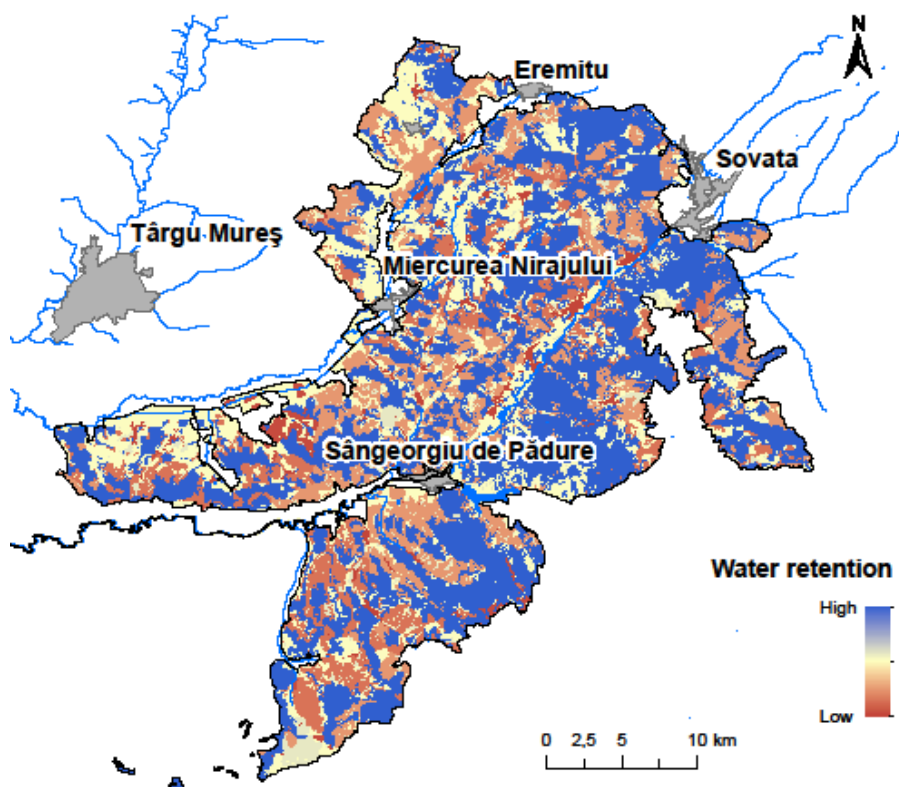 N
Eremitu
Sovata
Târgu Mureş
Miercurea Nirajului
Sângeorgiu de Pădure
Water retention
High
Low
0 2,5 5 10 km